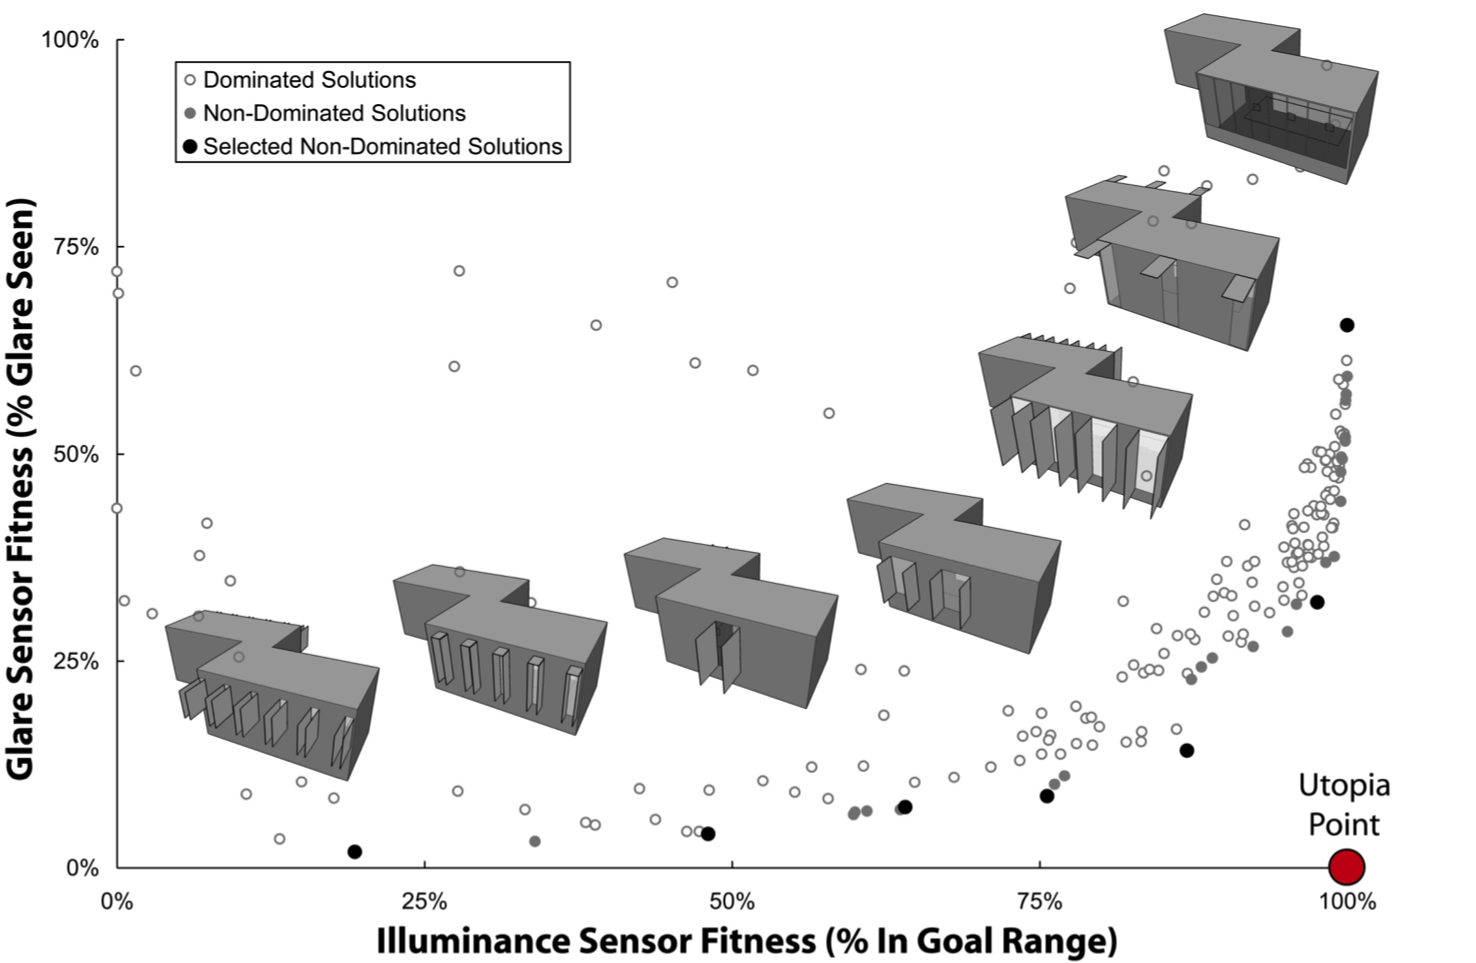 100%
75%
50%
25%
0%
Glare Sensor Fitness (% Glare Seen)
Dominated Solutions
Non-Dominated Solutions
Selected Non-Dominated Solutions
Utopia
Point
0%
25%
50%
75%
100%
Illuminance Sensor Fitness (% In Goal Range)